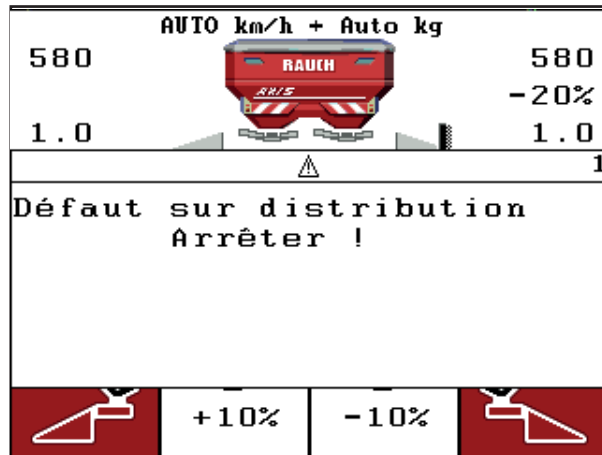 AUTO km/h + Auto kg
580 580
RAUCH
AXIS
-20%
1.0 1.0
1
Défaut sur distribution
Arrêter !
+10% -10%